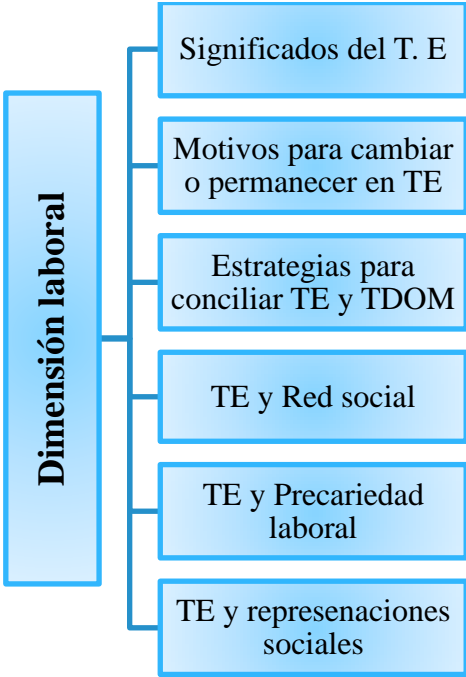 Dimensión laboral
Significados del T. E
Motivos para cambiar
o permanecer en TE
Estrategias para
conciliar TE y TDOM
TE y Red social
TE y Precariedad
laboral
TE y represenaciones
sociales